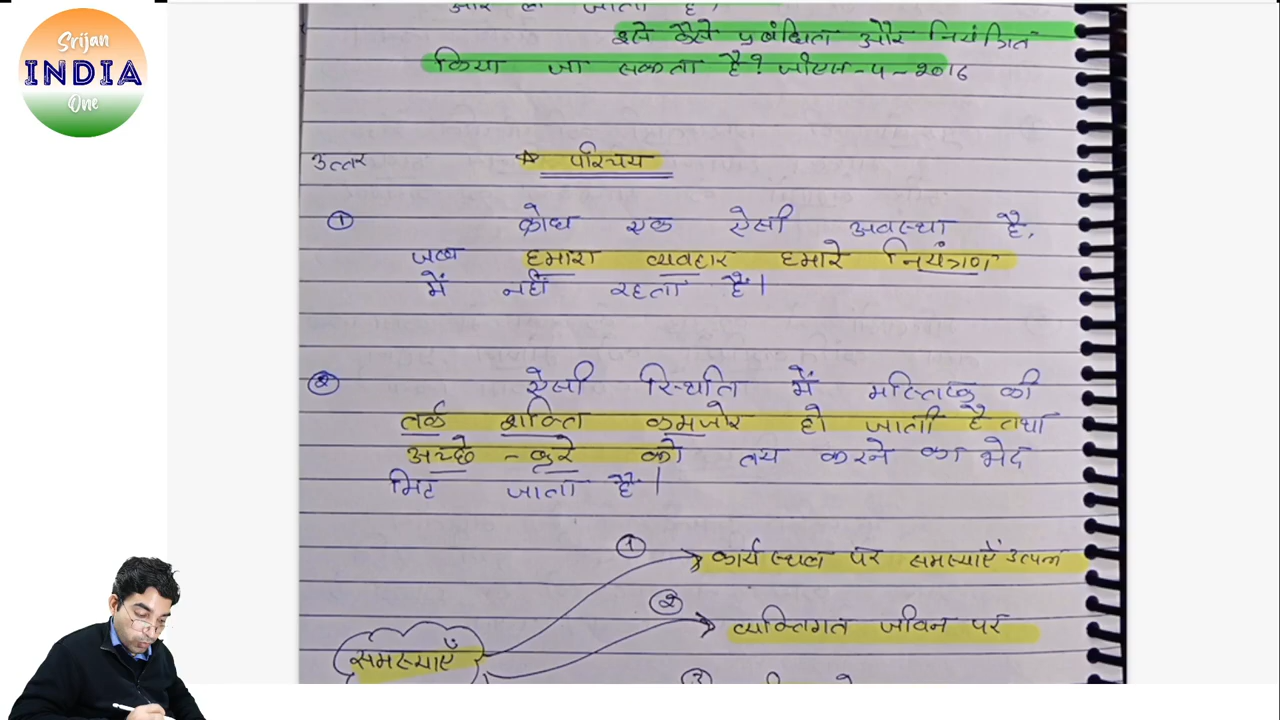 Srijan
INDIA
One
और ले जाता है,
इसे कैसे प्रबंधित और नियंत्रित
किया जा सकता है? जीएस-4-2016
उत्तर
* परिचय
① क्रोध एक ऐसी अवस्था है,
जब हमारा व्यवहार हमारे नियंत्रण
में नहीं रहता है।
② ऐसी स्थिति में मस्तिष्क की
तर्क शक्ति कमजोर हो जाती है तथा
अच्छे-बुरे को तय करने का भेद
मिट जाता है।
① कार्य स्थल पर समस्याएँ उत्पन्न
② व्यक्तिगत जीवन पर
समस्याएँ
③